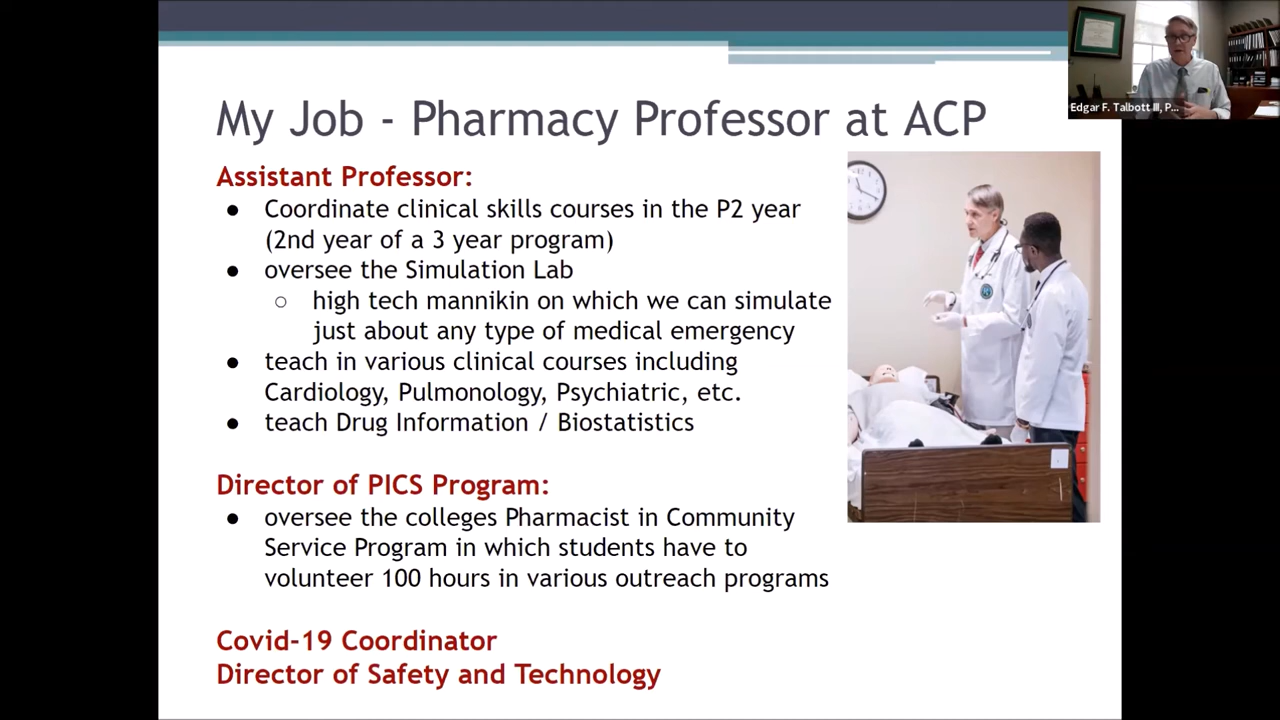 My Job - Pharmacy Professor at ACP
Edgar F. Talbott III, P...
Assistant Professor:
● Coordinate clinical skills courses in the P2 year
(2nd year of a 3 year program)
● oversee the Simulation Lab
○ high tech mannikin on which we can simulate
just about any type of medical emergency
● teach in various clinical courses including
Cardiology, Pulmonology, Psychiatric, etc.
● teach Drug Information / Biostatistics
Director of PICS Program:
● oversee the colleges Pharmacist in Community
Service Program in which students have to
volunteer 100 hours in various outreach programs
Covid-19 Coordinator
Director of Safety and Technology